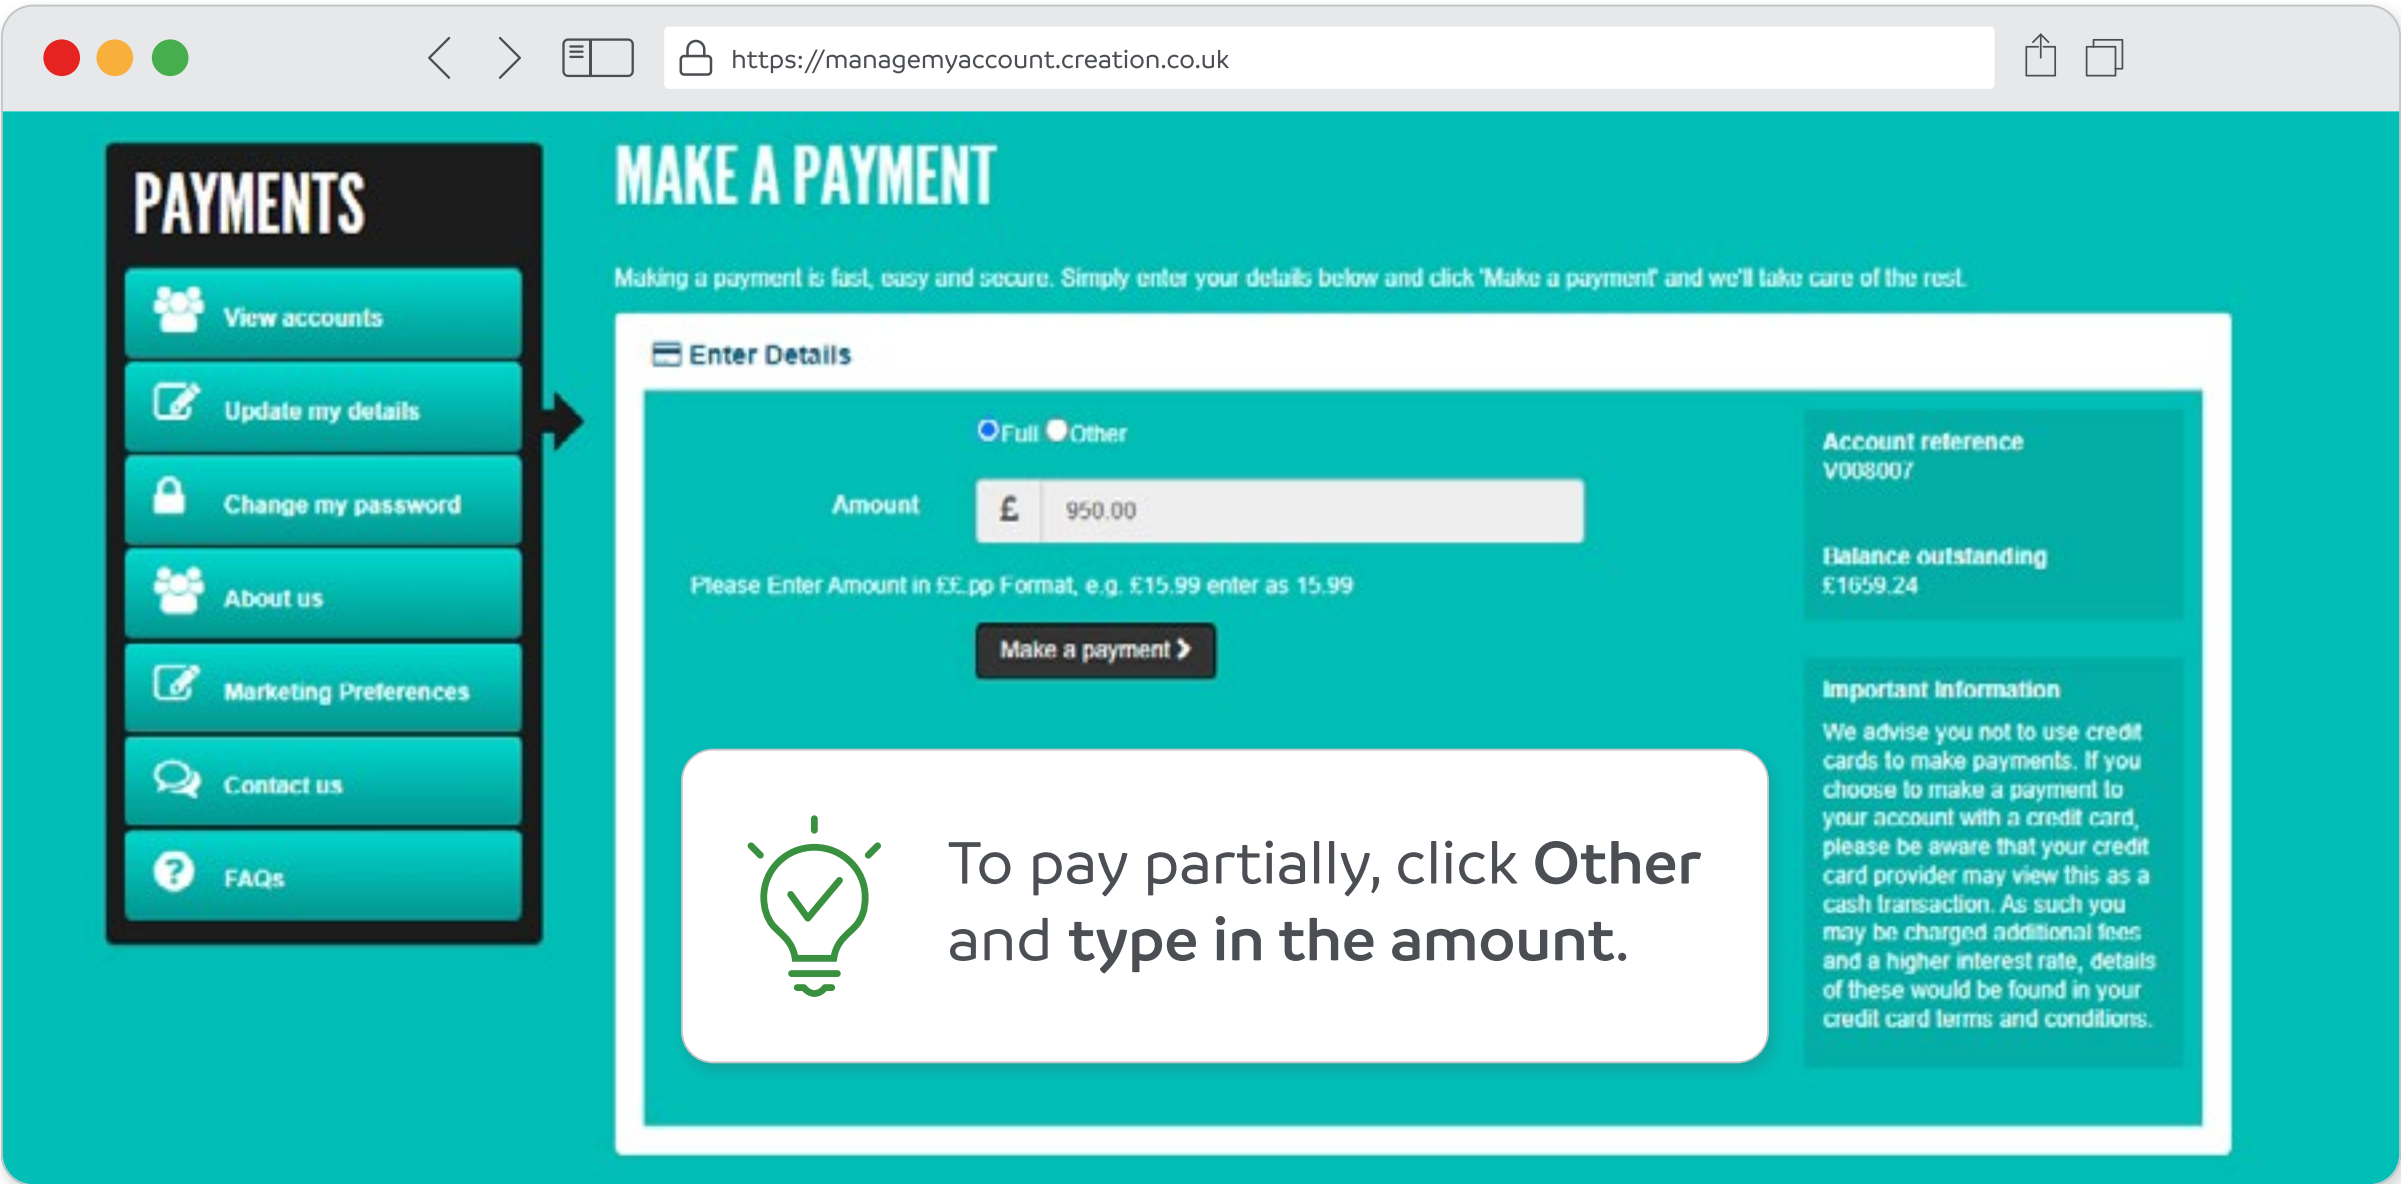 https://managemyaccount.creation.co.uk
PAYMENTS
View accounts
Update my details
Change my password
About us
Marketing Preferences
Contact us
FAQs
MAKE A PAYMENT
Making a payment is fast, easy and secure. Simply enter your details below and click 'Make a payment' and we'll take care of the rest.
Enter Details
Full Other
Amount £ 950.00
Please Enter Amount in ££.pp Format, e.g. £15.99 enter as 15.99
Make a payment
To pay partially, click Other
and type in the amount.
Account reference
V008007
Balance outstanding
£1659.24
Important Information
We advise you not to use credit
cards to make payments. If you
choose to make a payment to
your account with a credit card,
please be aware that your credit
card provider may view this as a
cash transaction. As such you
may be charged additional fees
and a higher interest rate, details
of these would be found in your
credit card terms and conditions.